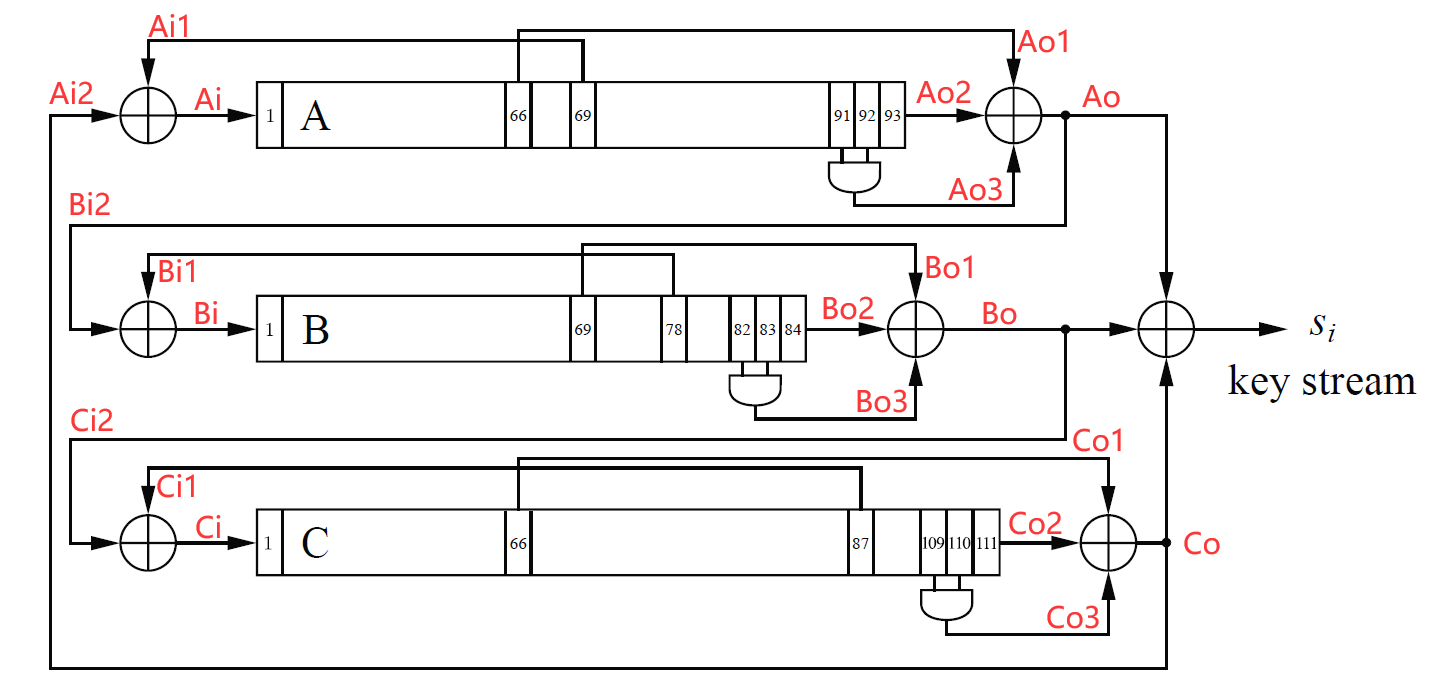 Ai1
Ao1
Ai2 Ai 1 A 66 69 91 92 93 Ao2 Ao
Ao3
Bi2
Bi1 Bo1
Bi 1 B 69 78 82 83 84 Bo2 Bo s_i
key stream
Bo3
Ci2 Co1
Ci1
Ci 1 C 66 87 109 110 111 Co2 Co
Co3